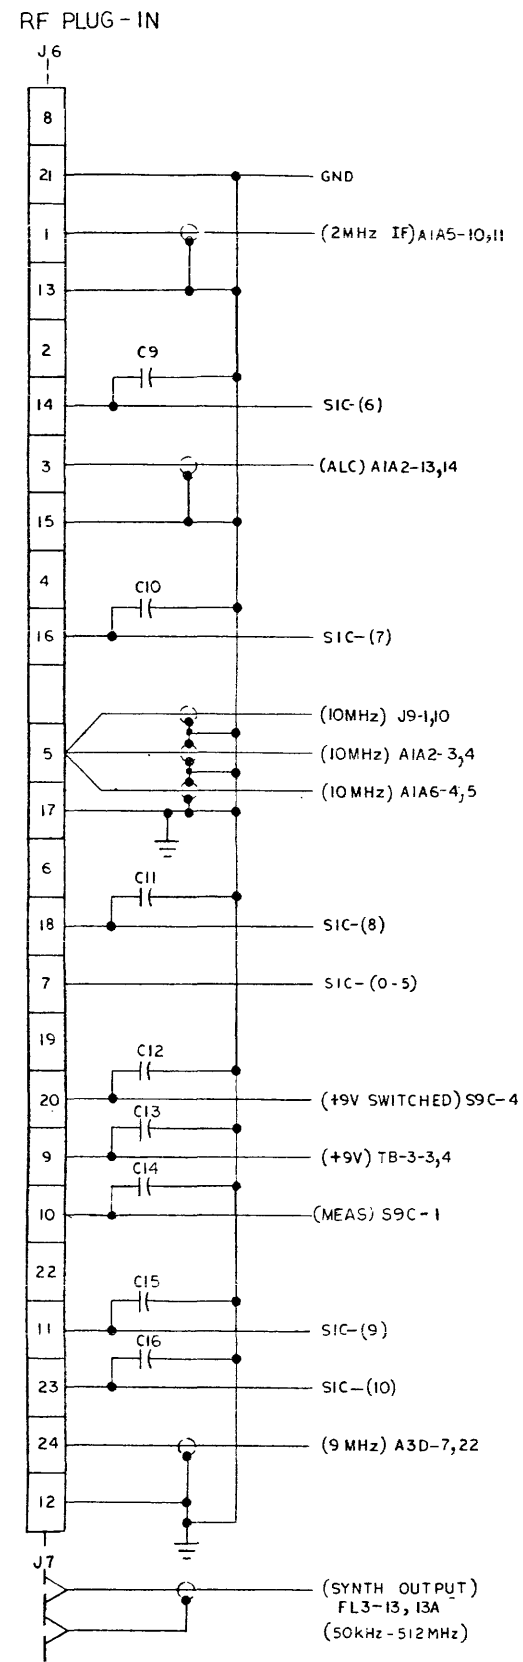 RF PLUG-IN
J6
8
21 GND
1 (2MHz IF) A1A5-10,11
13
2
C9
14 S1C-(6)
3 (ALC) A1A2-13,14
15
4
C10
16 S1C-(7)
(10MHz) J9-1,10
5 (10MHz) A1A2-3,4
(10MHz) A1A6-4,5
17
6
C11
18 S1C-(8)
7 S1C-(0-5)
19
C12
20 (+9V SWITCHED) S9C-4
C13
9 (+9V) TB-3-3,4
C14
10 (MEAS) S9C-1
22
C15
11 S1C-(9)
C16
23 S1C-(10)
24 (9MHz) A3D-7,22
12
J7
(SYNTH OUTPUT)
FL3-13, 13A
(50kHz-512MHz)